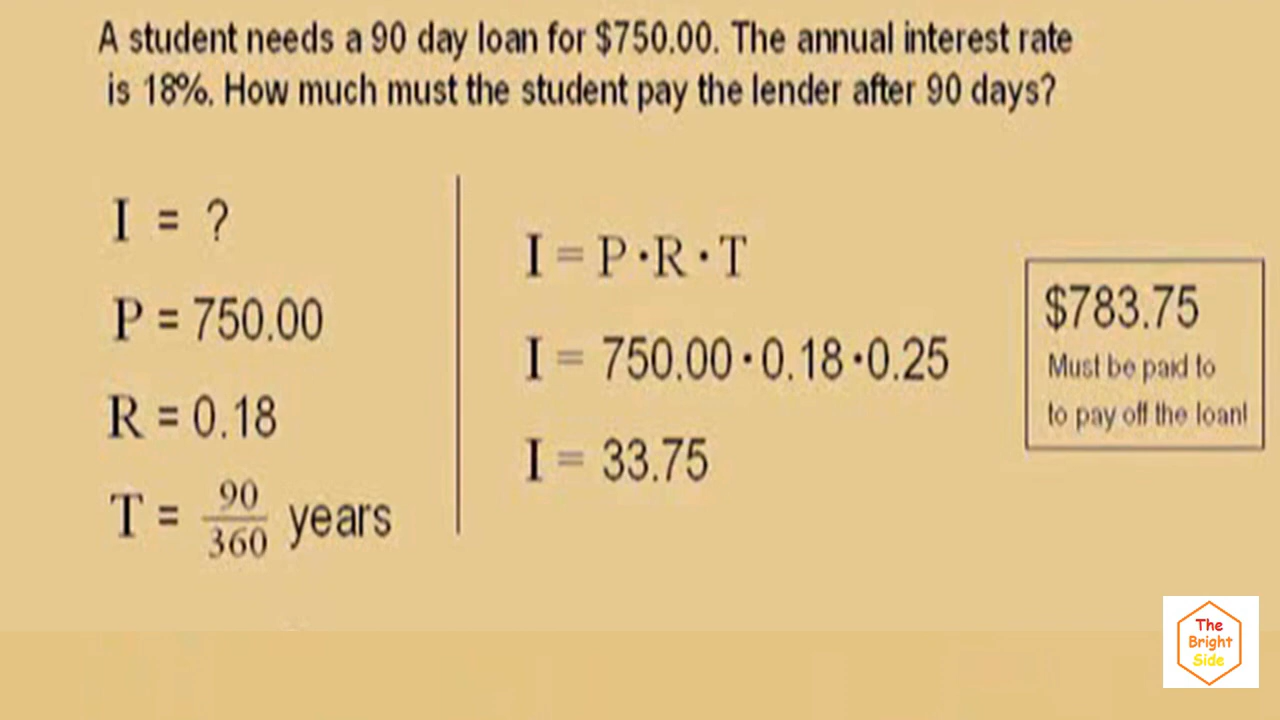 A student needs a 90 day loan for $750.00. The annual interest rate
is 18%. How much must the student pay the lender after 90 days?
I = ?
P = 750.00
R = 0.18
T = 90/360 years
I = P·R·T
I = 750.00·0.18·0.25
I = 33.75
$783.75
Must be paid to
to pay off the loan!
The
Bright
Side